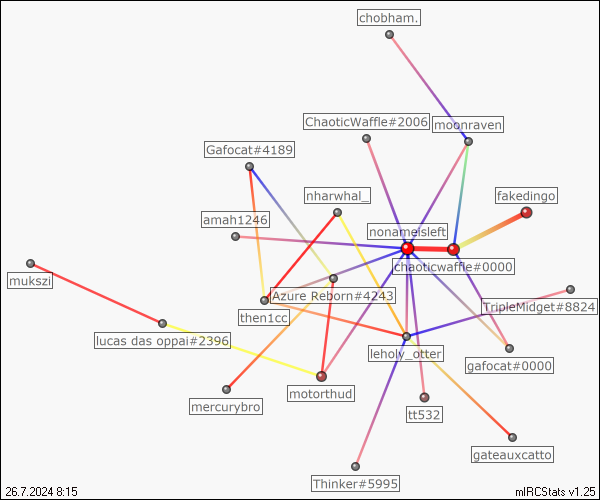 chobham.
ChaoticWaffle#2006
moonraven
Gafocat#4189
nharwhal_
fakedingo
amah1246
nonameisleft
chaoticwaffle#0000
mukszi
Azure Reborn#4243
TripleMidget#8824
then1cc
lucas das oppai#2396
leholy_otter
gafocat#0000
motorthud
mercurybro
tt532
gateauxcatto
Thinker#5995
26.7.2024 8:15
mIRCStats v1.25